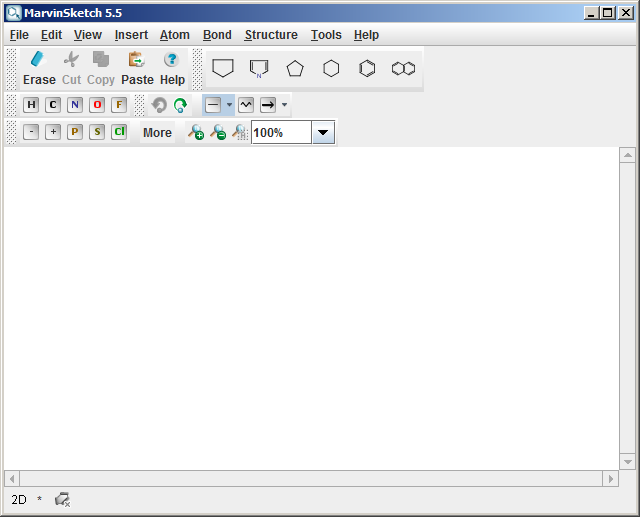 MarvinSketch 5.5
File Edit View Insert Atom Bond Structure Tools Help
Erase Cut Copy Paste Help
N
H C N O F
- + P S Cl More 100%
2D *